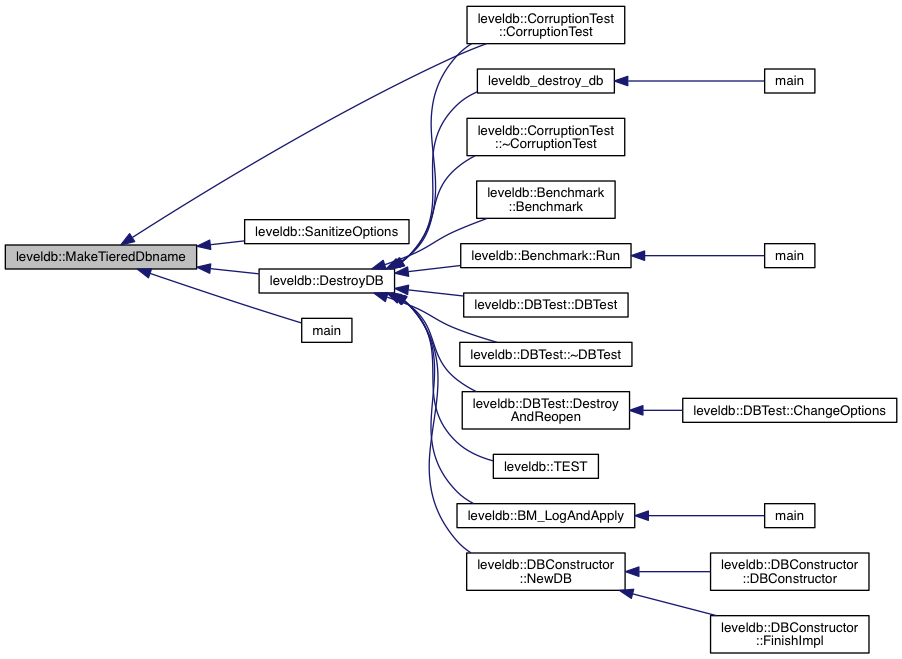 leveldb::CorruptionTest
::CorruptionTest
leveldb_destroy_db
main
leveldb::CorruptionTest
::~CorruptionTest
leveldb::Benchmark
::Benchmark
leveldb::SanitizeOptions
leveldb::MakeTieredDbname
leveldb::Benchmark::Run
main
leveldb::DestroyDB
leveldb::DBTest::DBTest
main
leveldb::DBTest::~DBTest
leveldb::DBTest::Destroy
AndReopen
leveldb::DBTest::ChangeOptions
leveldb::TEST
leveldb::BM_LogAndApply
main
leveldb::DBConstructor
::NewDB
leveldb::DBConstructor
::DBConstructor
leveldb::DBConstructor
::FinishImpl